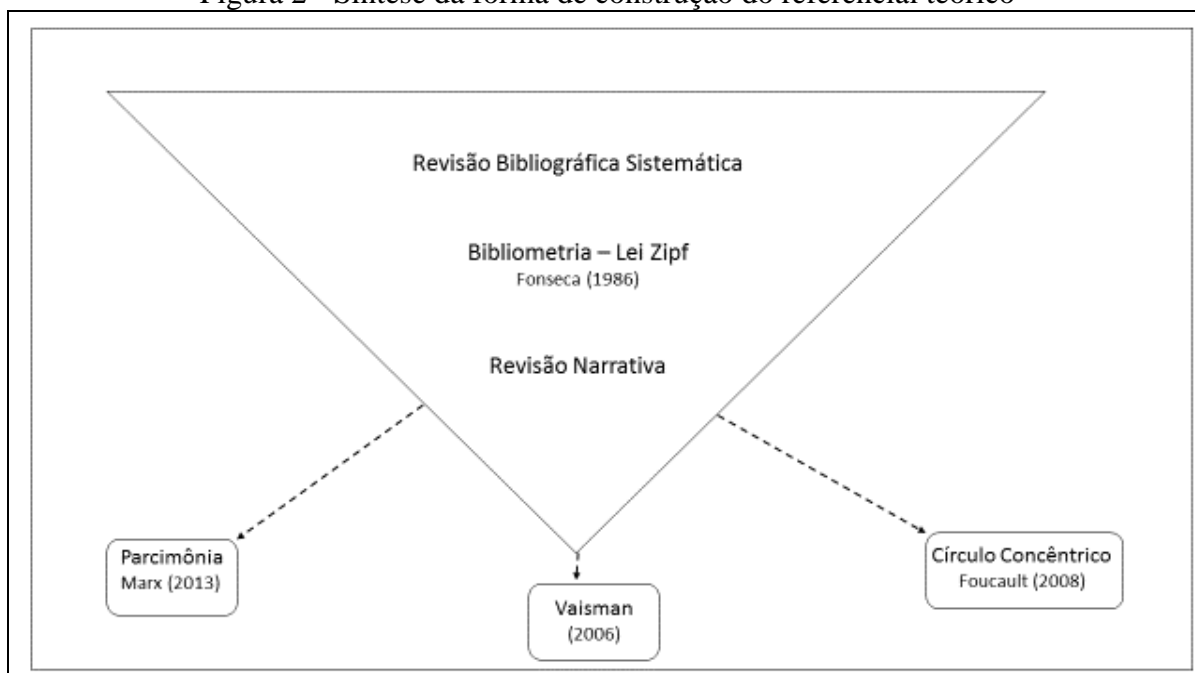 Figura 2 - Síntese da forma de construção do referencial teórico
Revisão Bibliográfica Sistemática
Bibliometria – Lei Zipf
Fonseca (1986)
Revisão Narrativa
Parcimônia
Marx (2013)
Vaisman
(2006)
Círculo Concêntrico
Foucault (2008)